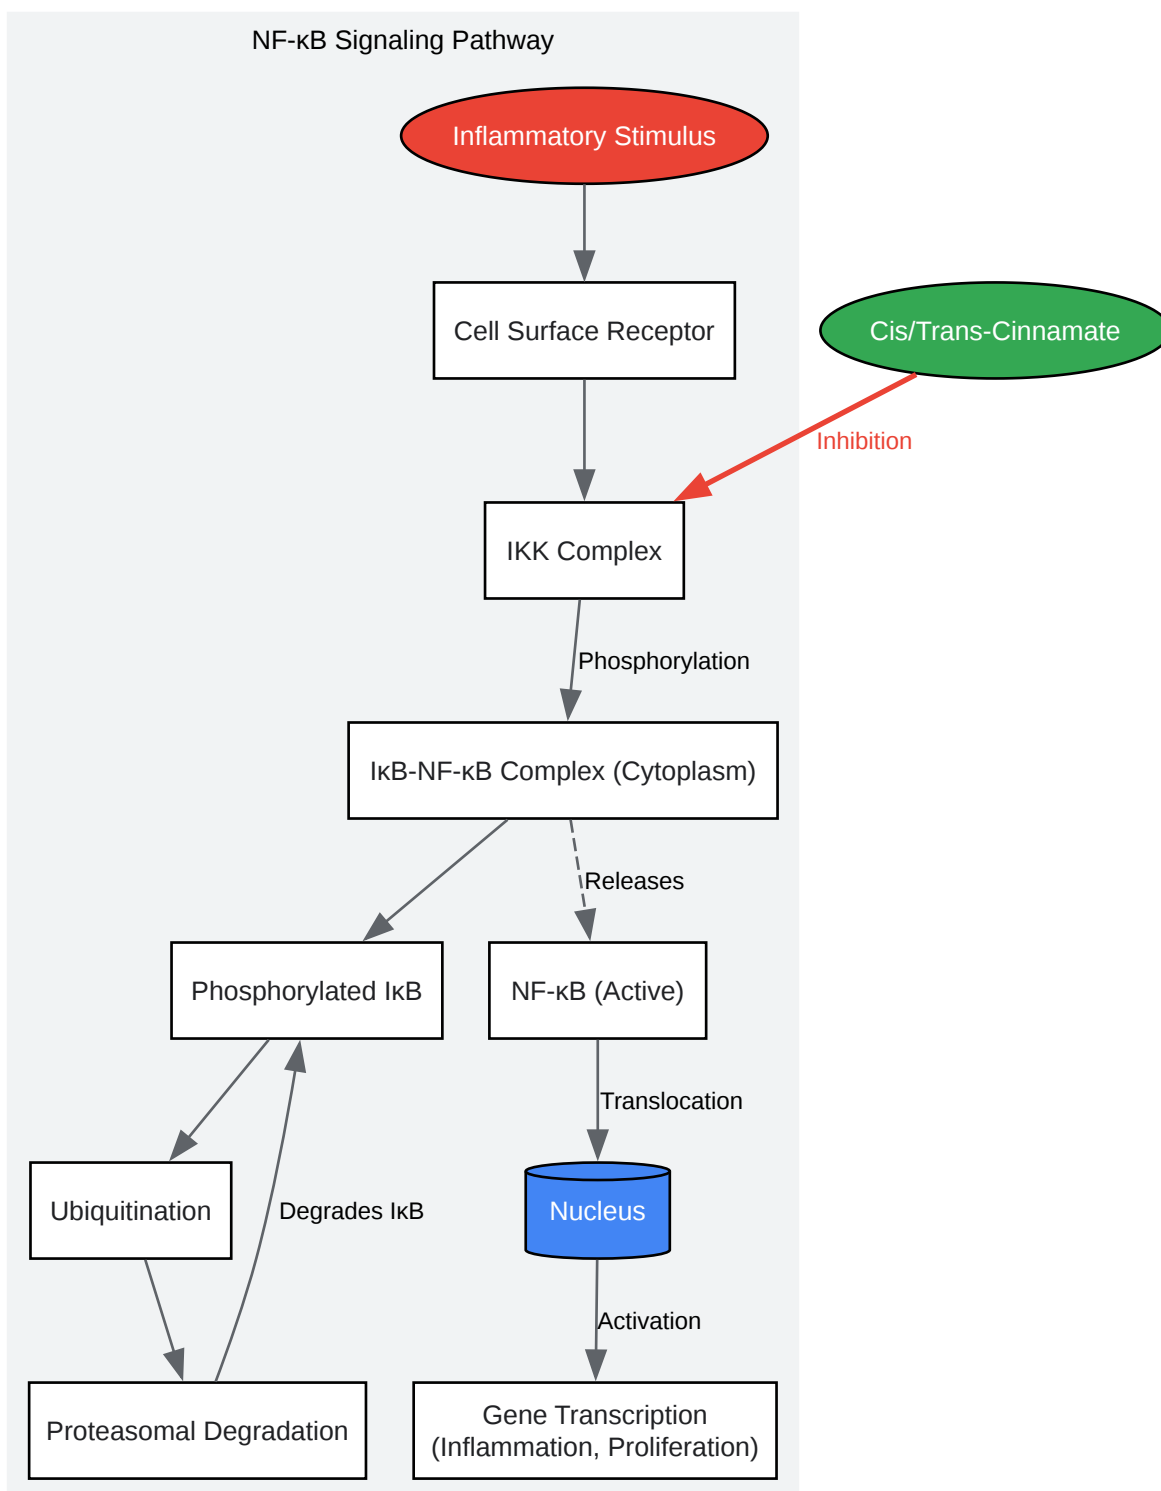 NF-κB Signaling Pathway
Inflammatory Stimulus
Cell Surface Receptor
Cis/Trans-Cinnamate
Inhibition
IKK Complex
Phosphorylation
IκB-NF-κB Complex (Cytoplasm)
Releases
Phosphorylated IκB
NF-κB (Active)
Translocation
Ubiquitination
Degrades IκB
Nucleus
Activation
Proteasomal Degradation
Gene Transcription
(Inflammation, Proliferation)